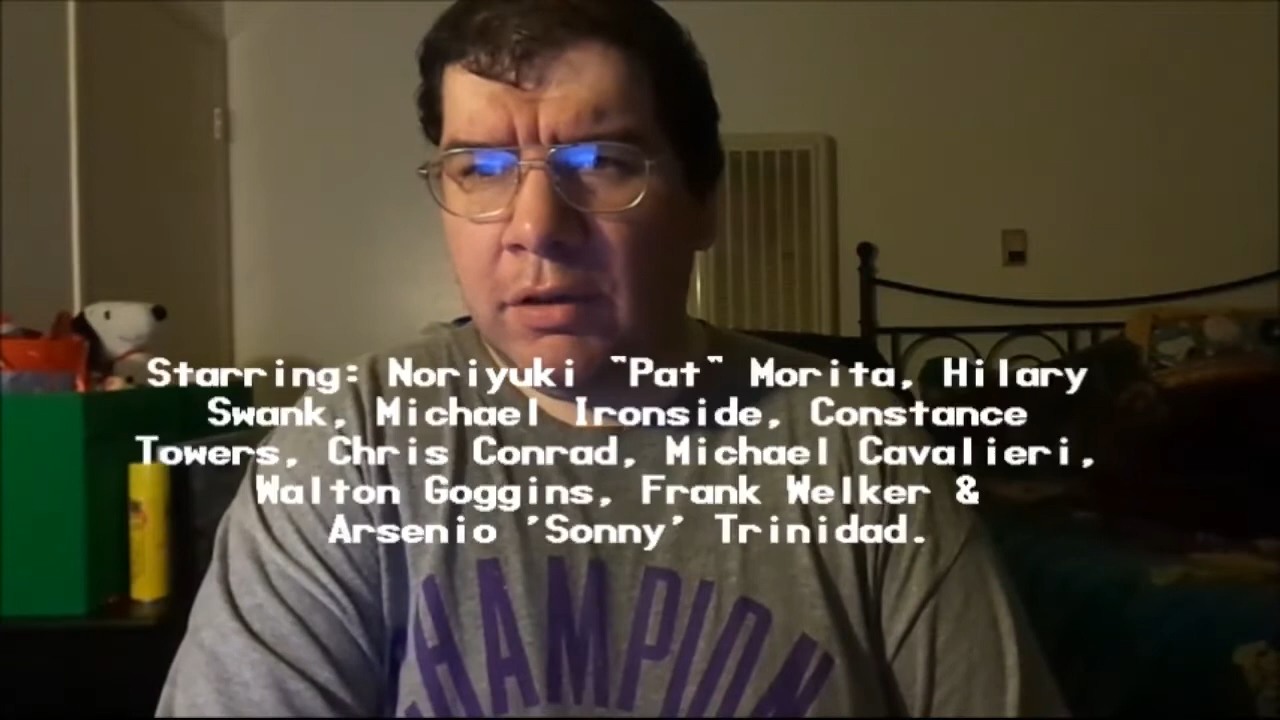 Starring: Noriyuki "Pat" Morita, Hilary
Swank, Michael Ironside, Constance
Towers, Chris Conrad, Michael Cavalieri,
Walton Goggins, Frank Welker &
Arsenio 'Sonny' Trinidad.
CHAMPION